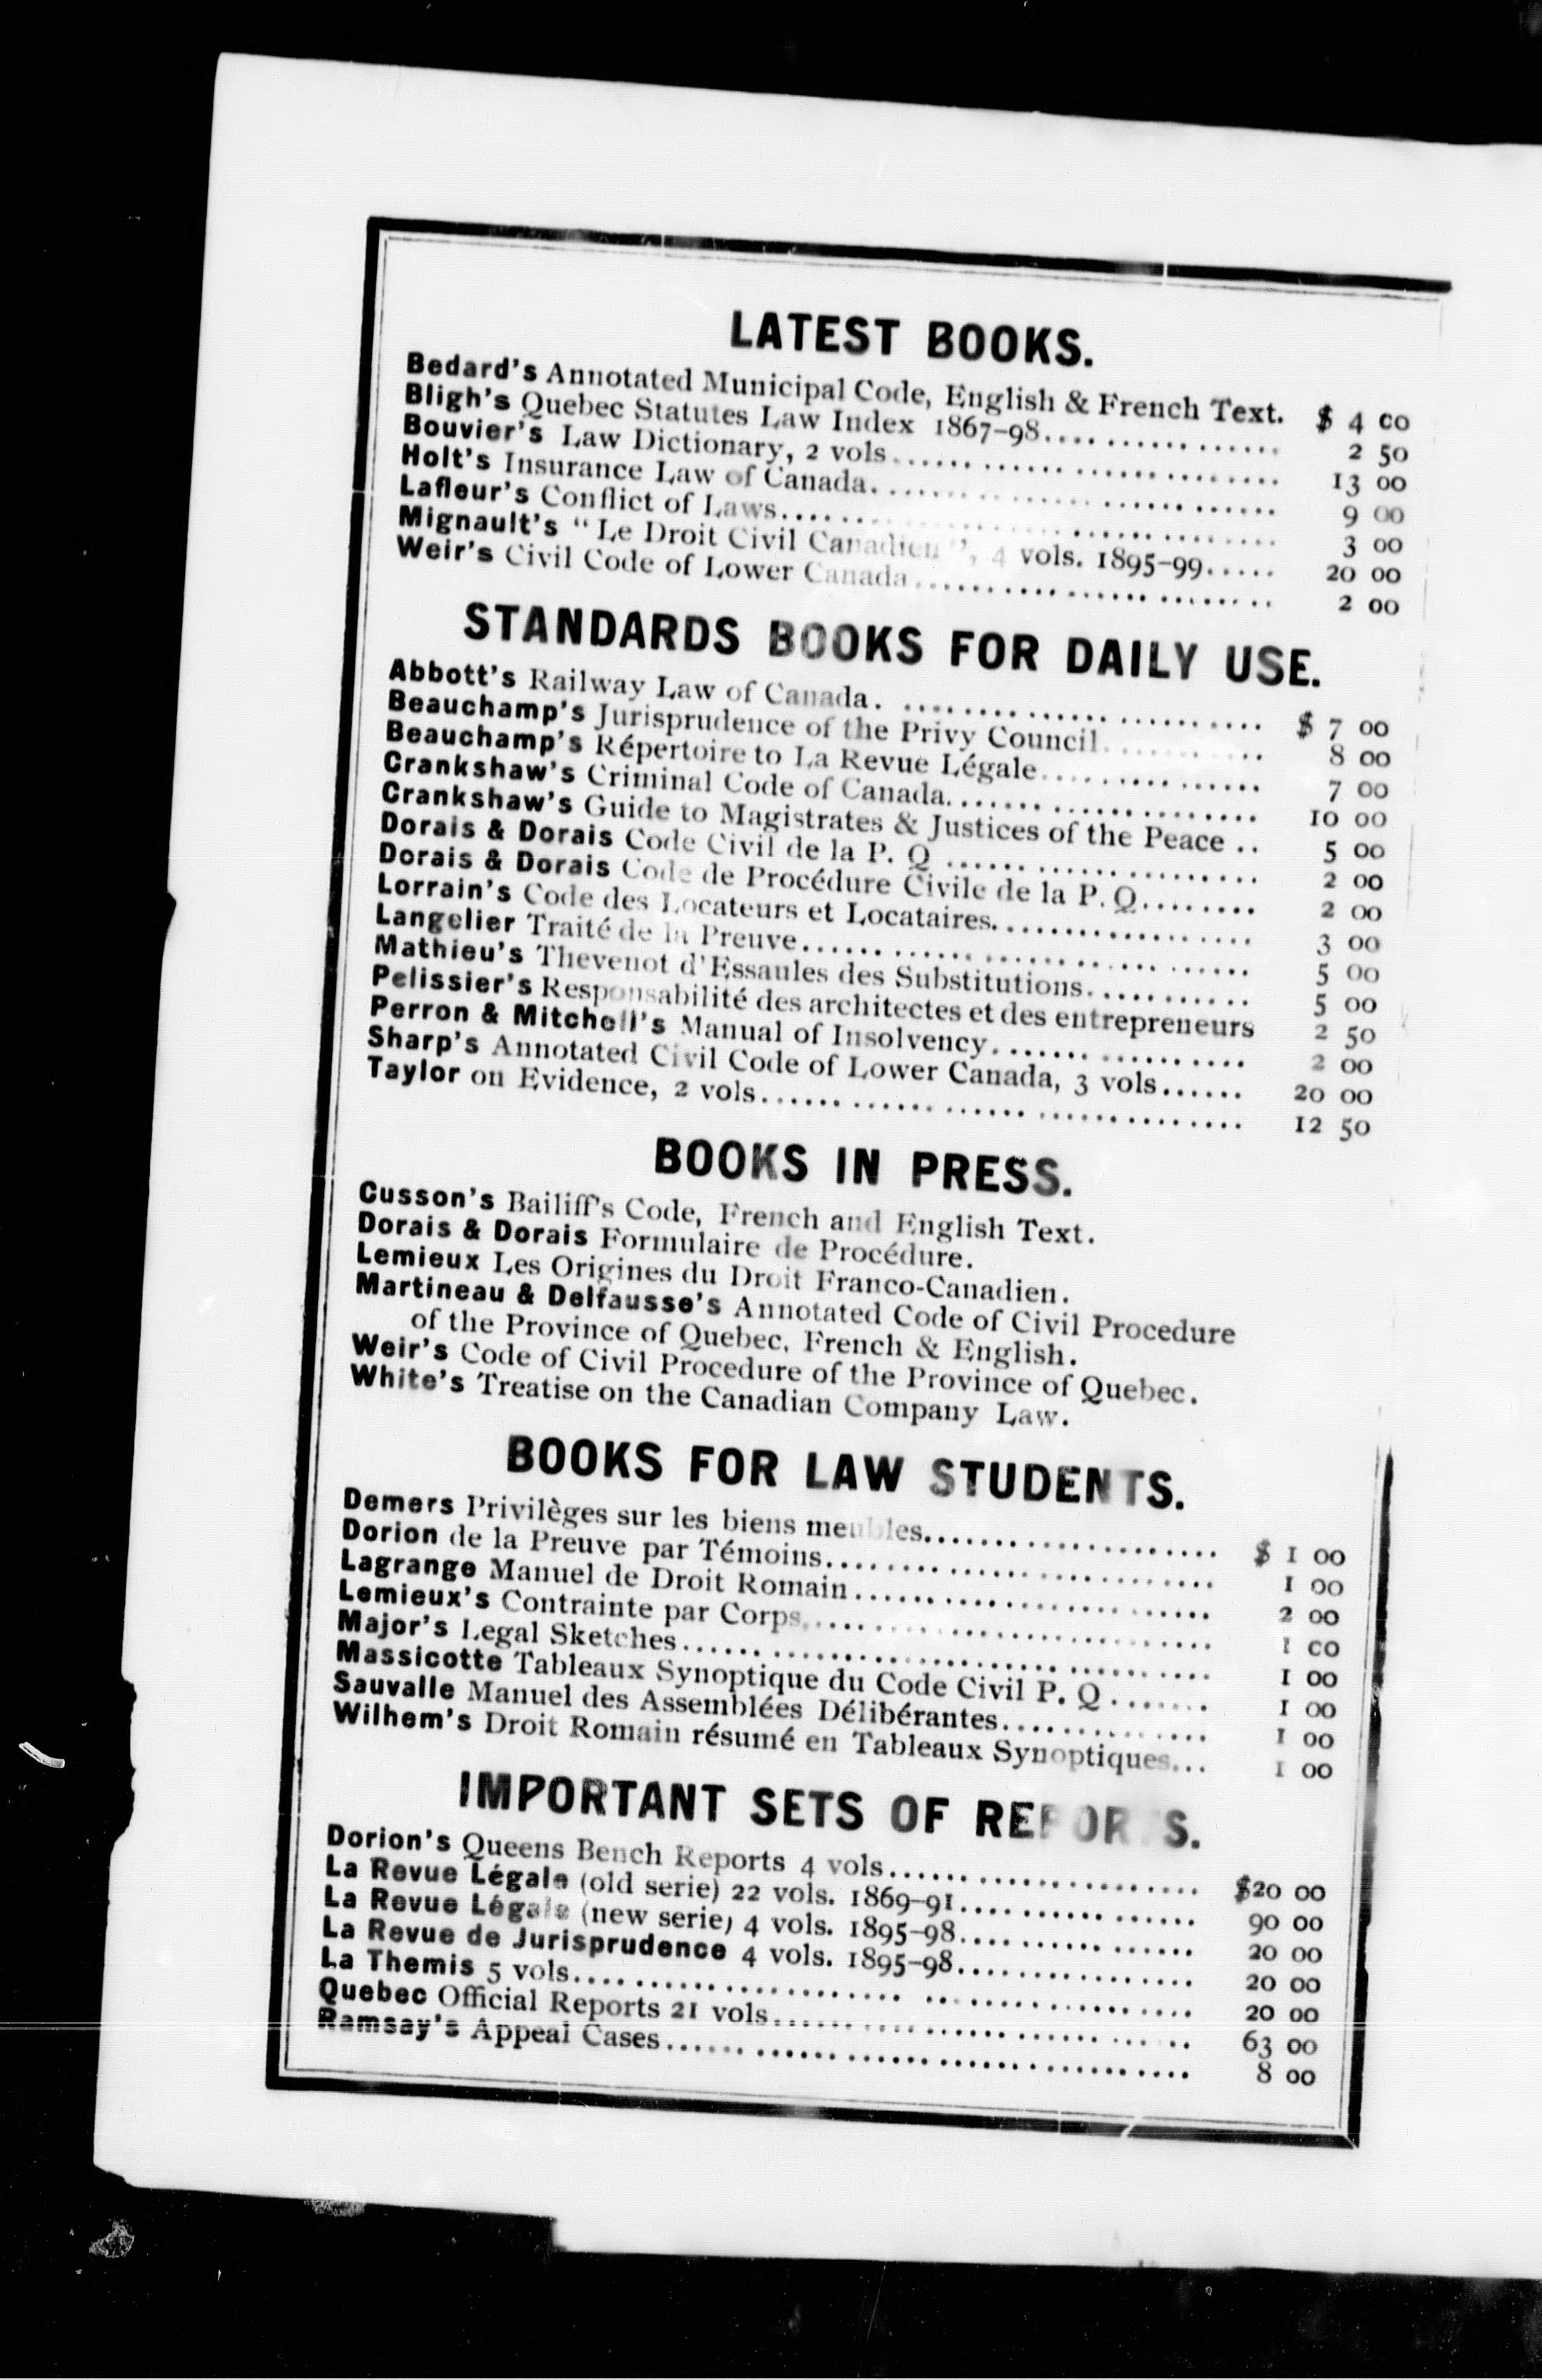 LATEST BOOKS.
Bedard's Annotated Municipal Code, English & French Text. $ 4 00
Bligh's Quebec Statutes Law Index 1867-98.................. 2 50
Bouvier's Law Dictionary, 2 vols........................... 13 00
Holt's Insurance Law of Canada............................. 9 00
Lafleur's Conflict of Laws................................. 3 00
Mignault's "Le Droit Civil Canadien", 4 vols. 1895-99..... 20 00
Weir's Civil Code of Lower Canada.......................... 2 00
STANDARDS BOOKS FOR DAILY USE.
Abbott's Railway Law of Canada. .......................... $ 7 00
Beauchamp's Jurisprudence of the Privy Council............ 8 00
Beauchamp's Répertoire to La Revue Légale................. 7 00
Crankshaw's Criminal Code of Canada....................... 10 00
Crankshaw's Guide to Magistrates & Justices of the Peace .. 5 00
Dorais & Dorais Code Civil de la P. Q ..................... 2 00
Dorais & Dorais Code de Procédure Civile de la P. Q........ 2 00
Lorrain's Code des Locateurs et Locataires................. 3 00
Langelier Traité de la Preuve.............................. 5 00
Mathieu's Thevenot d'Essaules des Substitutions........... 5 00
Pelissier's Responsabilité des architectes et des entrepreneurs 2 50
Perron & Mitchell's Manual of Insolvency.................. 2 00
Sharp's Annotated Civil Code of Lower Canada, 3 vols...... 20 00
Taylor on Evidence, 2 vols................................ 12 50
BOOKS IN PRESS.
Cusson's Bailiff's Code, French and English Text.
Dorais & Dorais Formulaire de Procédure.
Lemieux Les Origines du Droit Franco-Canadien.
Martineau & Delfausse's Annotated Code of Civil Procedure
of the Province of Quebec, French & English.
Weir's Code of Civil Procedure of the Province of Quebec.
White's Treatise on the Canadian Company Law.
BOOKS FOR LAW STUDENTS.
Demers Privilèges sur les biens meubles..................... $ 1 00
Dorion de la Preuve par Témoins............................ 1 00
Lagrange Manuel de Droit Romain............................ 2 00
Lemieux's Contrainte par Corps............................. 1 00
Major's Legal Sketches..................................... 1 00
Massicotte Tableaux Synoptique du Code Civil P. Q ....... 1 00
Sauvalle Manuel des Assemblées Délibérantes............... 1 00
Wilhem's Droit Romain résumé en Tableaux Synoptiques... 1 00
IMPORTANT SETS OF REPORTS.
Dorion's Queens Bench Reports 4 vols....................... $20 00
La Revue Légale (old serie) 22 vols. 1869-91................ 90 00
La Revue Légale (new serie) 4 vols. 1895-98................ 20 00
La Revue de Jurisprudence 4 vols. 1895-98................. 20 00
La Themis 5 vols........................................... 20 00
Quebec Official Reports 21 vols............................ 63 00
Ramsay's Appeal Cases...................................... 8 00